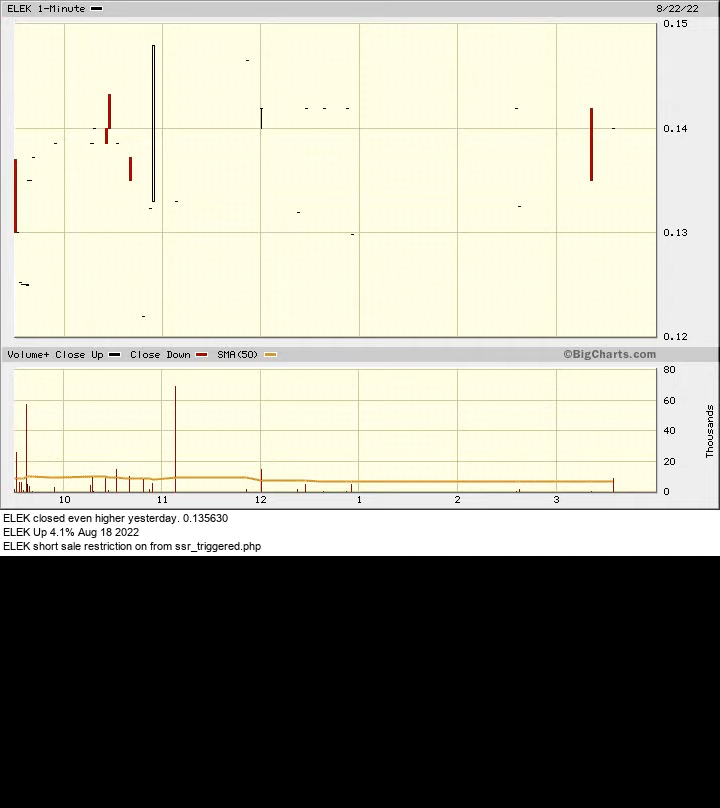 ELEK 1-Minute 8/22/22
0.15
0.14
0.13
0.12
Volume+ Close Up Close Down SMA(50) ©BigCharts.com
80
60
40
20
0
Thousands
10 11 12 1 2 3
ELEK closed even higher yesterday. 0.135630
ELEK Up 4.1% Aug 18 2022
ELEK short sale restriction on from ssr_triggered.php